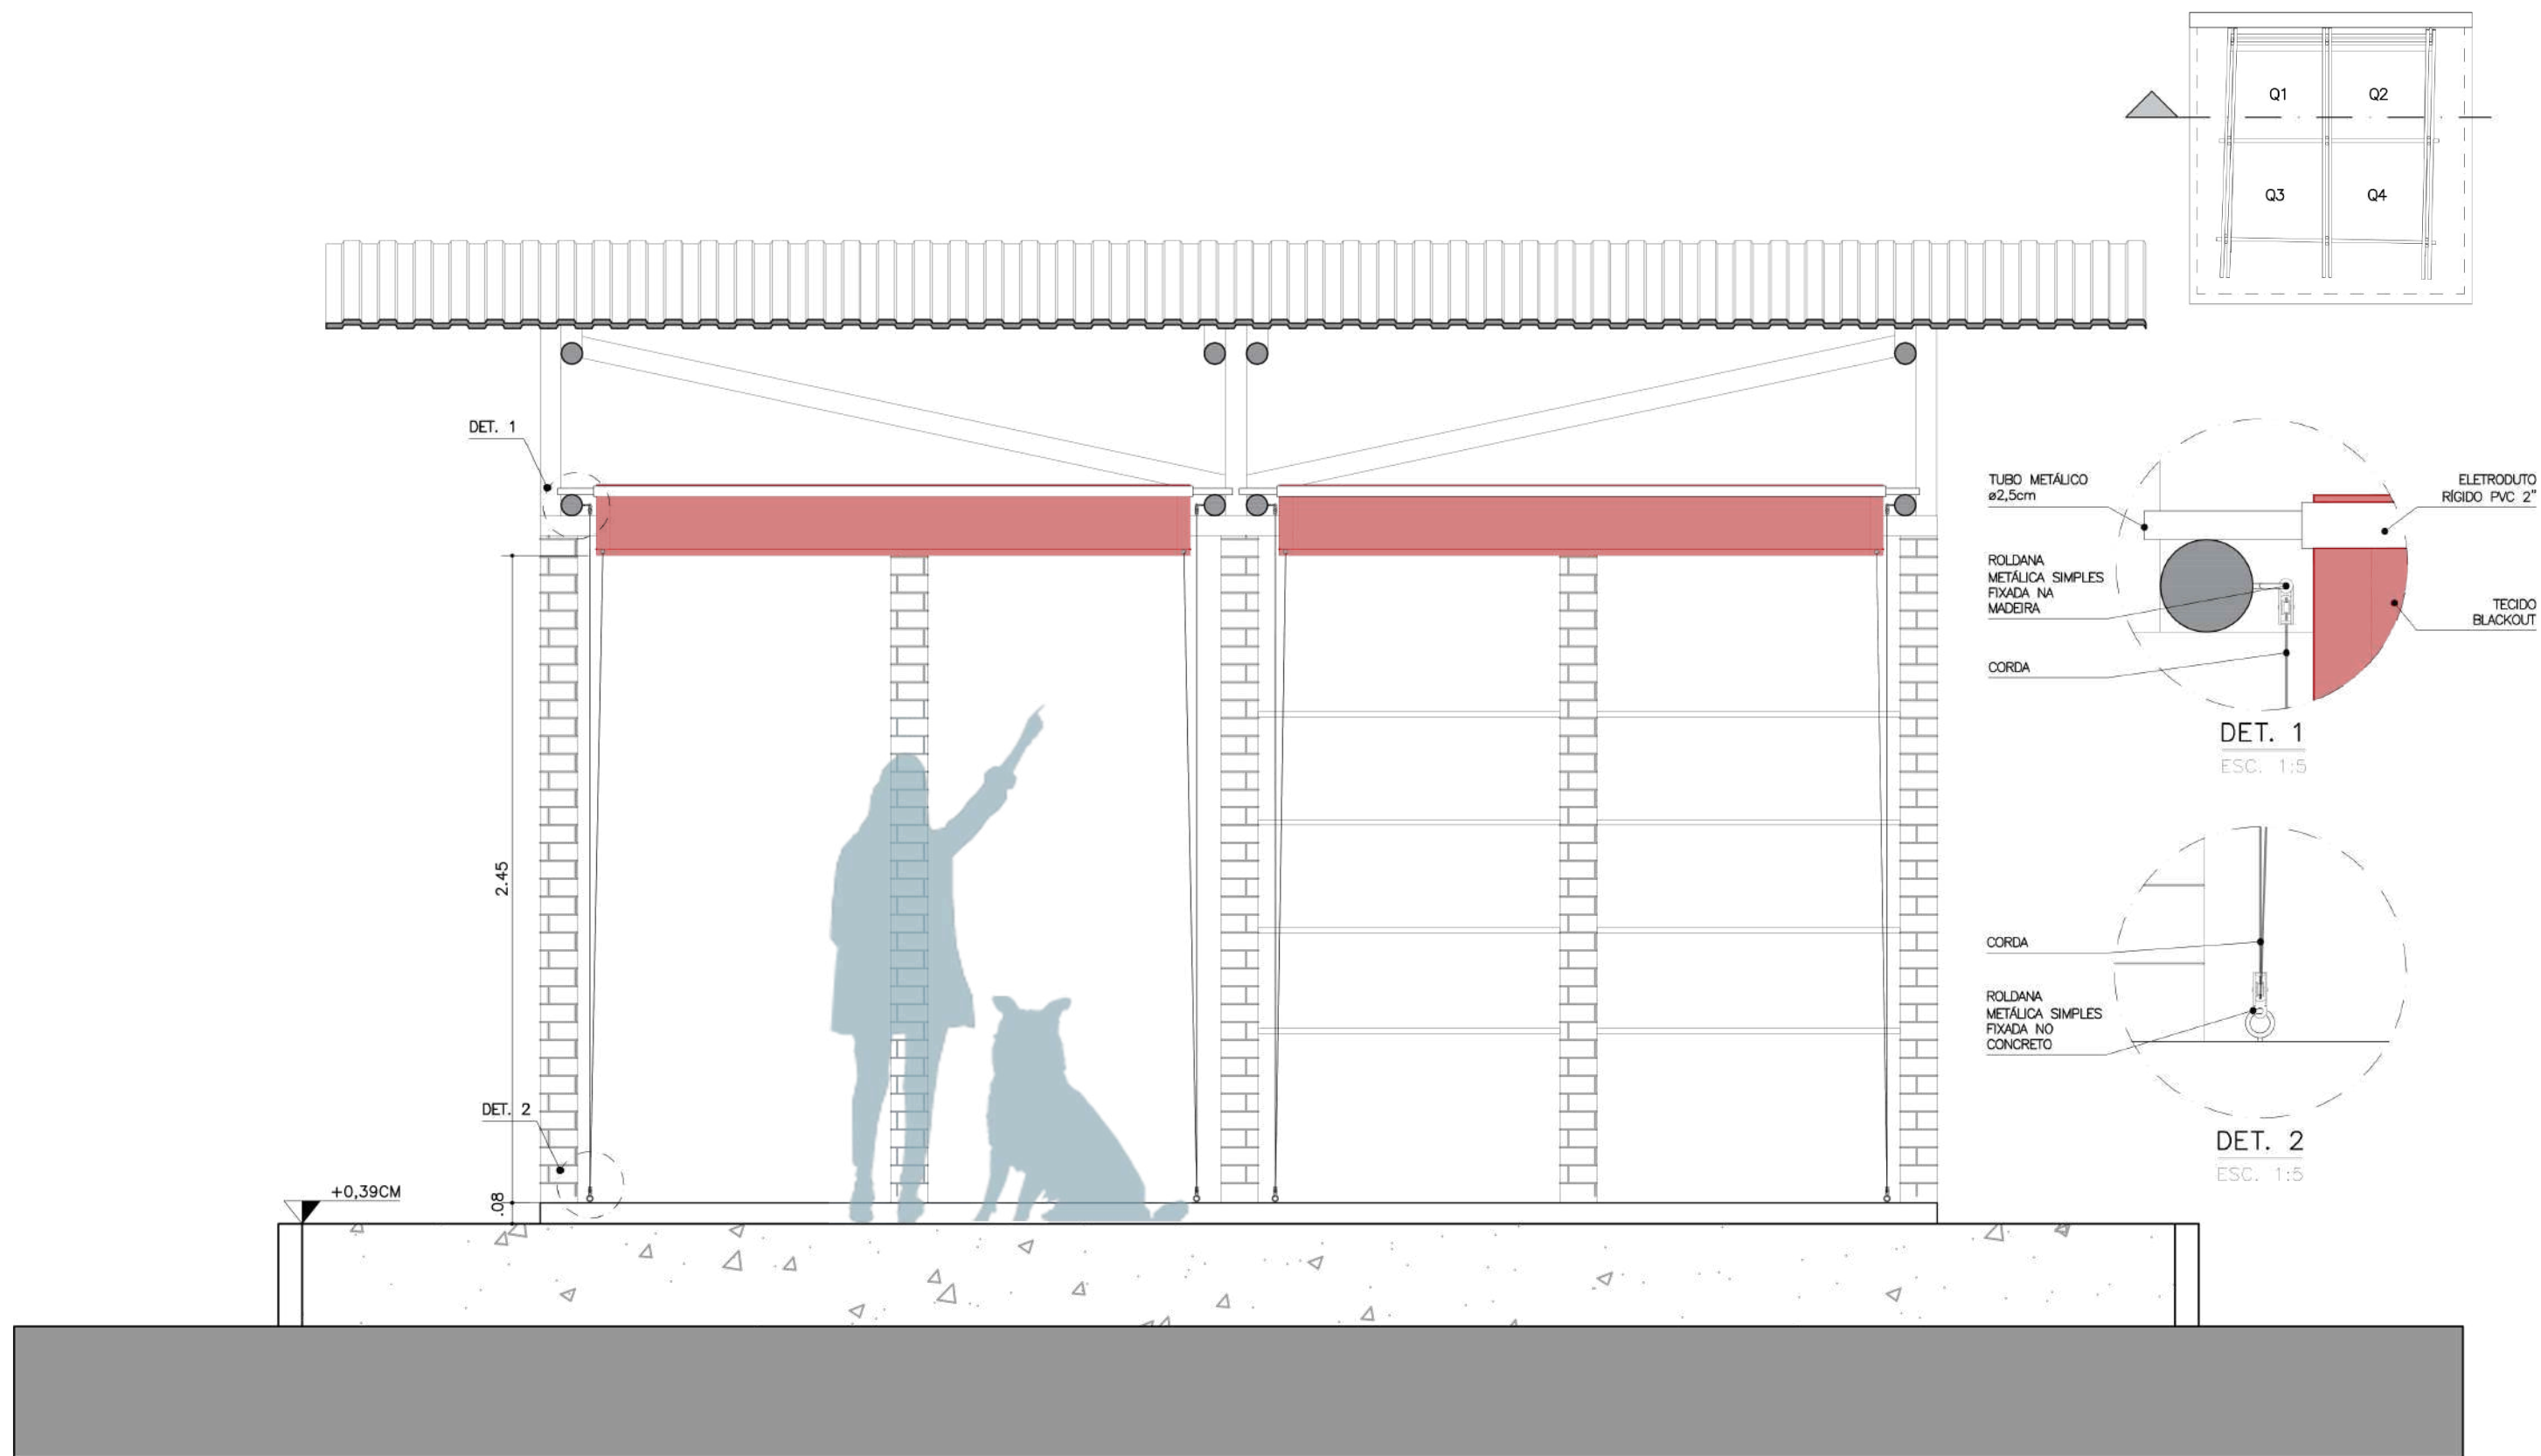 Q1
Q2
Q3
Q4
DET. 1
2.45
DET. 2
.08
+0,39CM
TUBO METÁLICO
ø2,5cm
ROLDANA
METÁLICA SIMPLES
FIXADA NA
MADEIRA
CORDA
ELETRODUTO
RÍGIDO PVC 2"
TECIDO
BLACKOUT
DET. 1
ESC. 1:5
CORDA
ROLDANA
METÁLICA SIMPLES
FIXADA NO
CONCRETO
DET. 2
ESC. 1:5